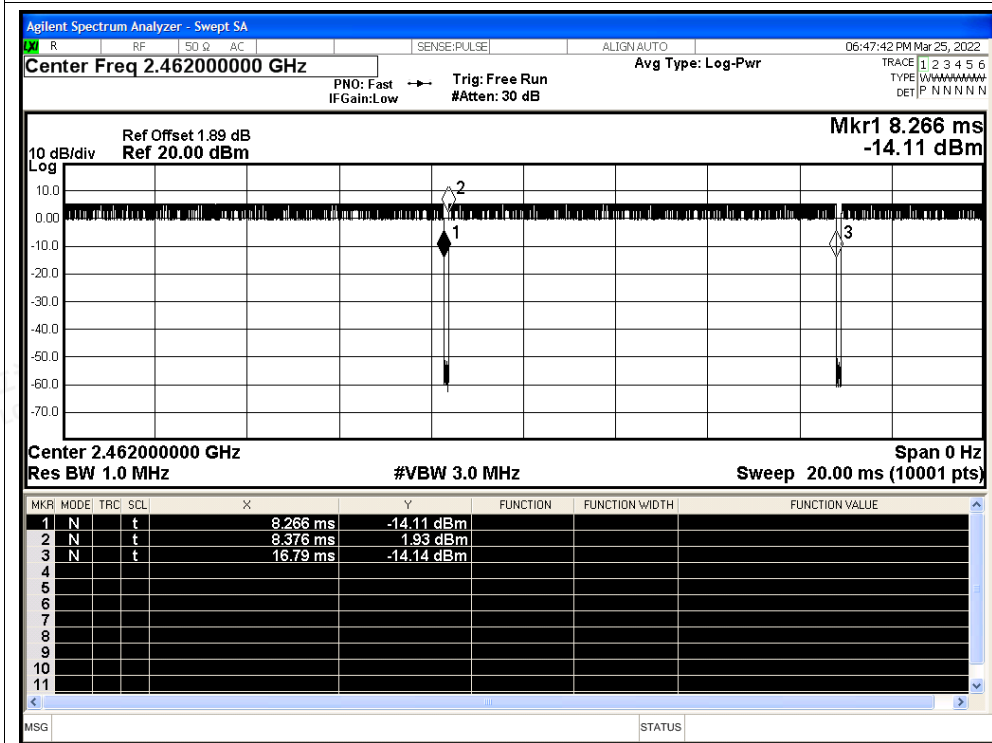 Agilent Spectrum Analyzer - Swept SA
LXI R RF 50 Ω AC SENSE:PULSE ALIGN AUTO 06:47:42 PM Mar 25, 2022
Center Freq 2.462000000 GHz Avg Type: Log-Pwr TRACE 1 2 3 4 5 6
PNO: Fast Trig: Free Run TYPE W
IFGain:Low #Atten: 30 dB DET P N N N N N
Ref Offset 1.89 dB Mkr1 8.266 ms
10 dB/div Ref 20.00 dBm -14.11 dBm
Log
10.0
0.00
-10.0
-20.0
-30.0
-40.0
-50.0
-60.0
-70.0
2
1
3
Center 2.462000000 GHz Span 0 Hz
Res BW 1.0 MHz #VBW 3.0 MHz Sweep 20.00 ms (10001 pts)
MKR MODE TRC SCL X Y FUNCTION FUNCTION WIDTH FUNCTION VALUE
1 N t 8.266 ms -14.11 dBm
2 N t 8.376 ms 1.93 dBm
3 N t 16.79 ms -14.14 dBm
4
5
6
7
8
9
10
11
MSG STATUS